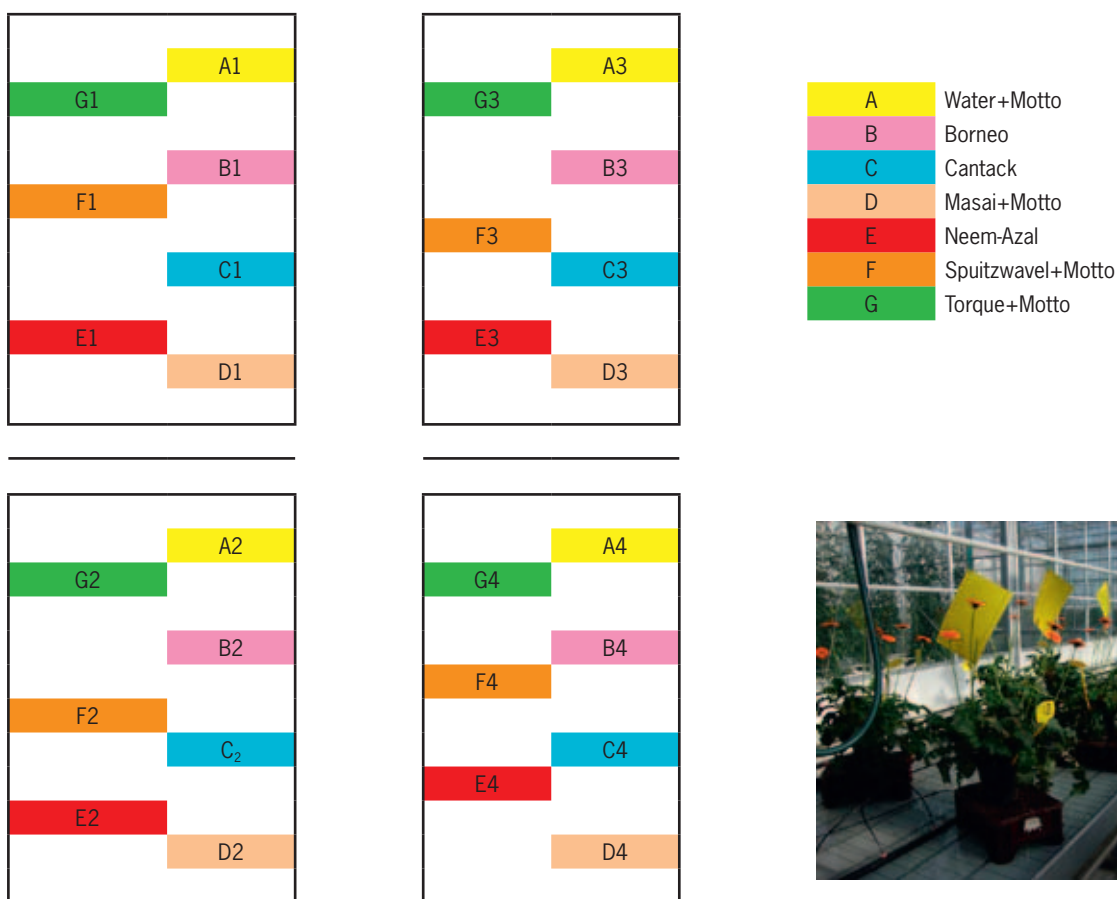 A1
G1
B1
F1
C1
E1
D1
A3
G3
B3
F3
C3
E3
D3
A Water+Motto
B Borneo
C Cantack
D Masai+Motto
E Neem-Azal
F Spuitzwavel+Motto
G Torque+Motto
A2
G2
B2
F2
C₂
E2
D2
A4
G4
B4
F4
C4
E4
D4